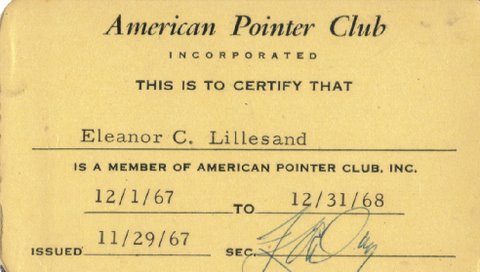 American Pointer Club
INCORPORATED
THIS IS TO CERTIFY THAT
Eleanor C. Lillesand
IS A MEMBER OF AMERICAN POINTER CLUB, INC.
12/1/67 TO 12/31/68
ISSUED 11/29/67 SEC.